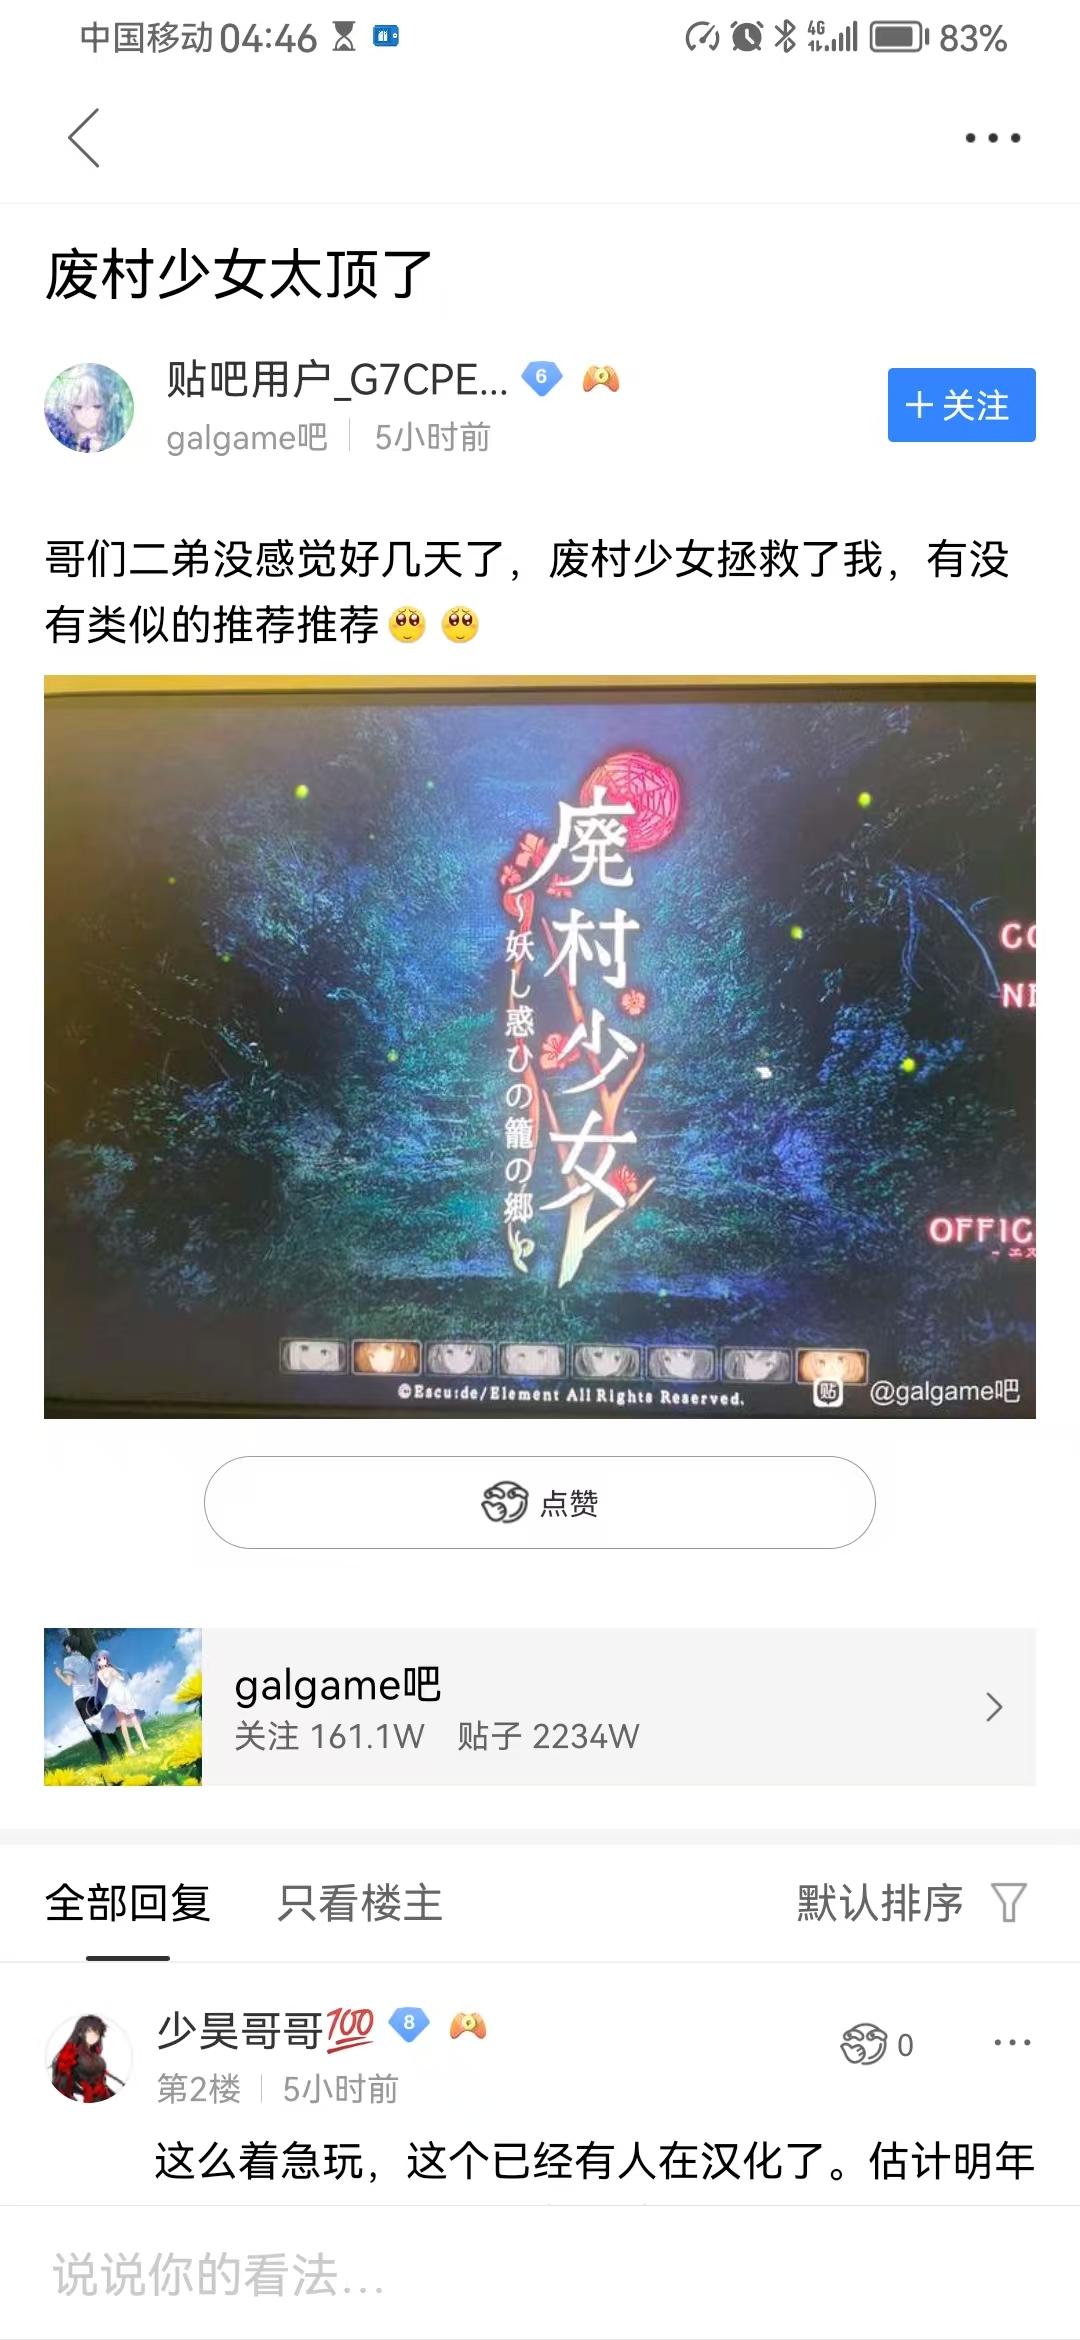 中国移动 04:46 4G 83%
废村少女太顶了
贴吧用户_G7CPE... 6
galgame吧 5小时前
+ 关注
哥们二弟没感觉好几天了，废村少女拯救了我，有没
有类似的推荐推荐🥺🥺
廃村少女
～妖し惑ひの籠の郷～
CO
NE
OFFIC
©Escu:de/Element All Rights Reserved.
贴 @galgame吧
点赞
galgame吧
关注 161.1W 贴子 2234W
全部回复 只看楼主 默认排序
少昊哥哥💯 8
0
第2楼 5小时前
这么着急玩，这个已经有人在汉化了。估计明年
说说你的看法...